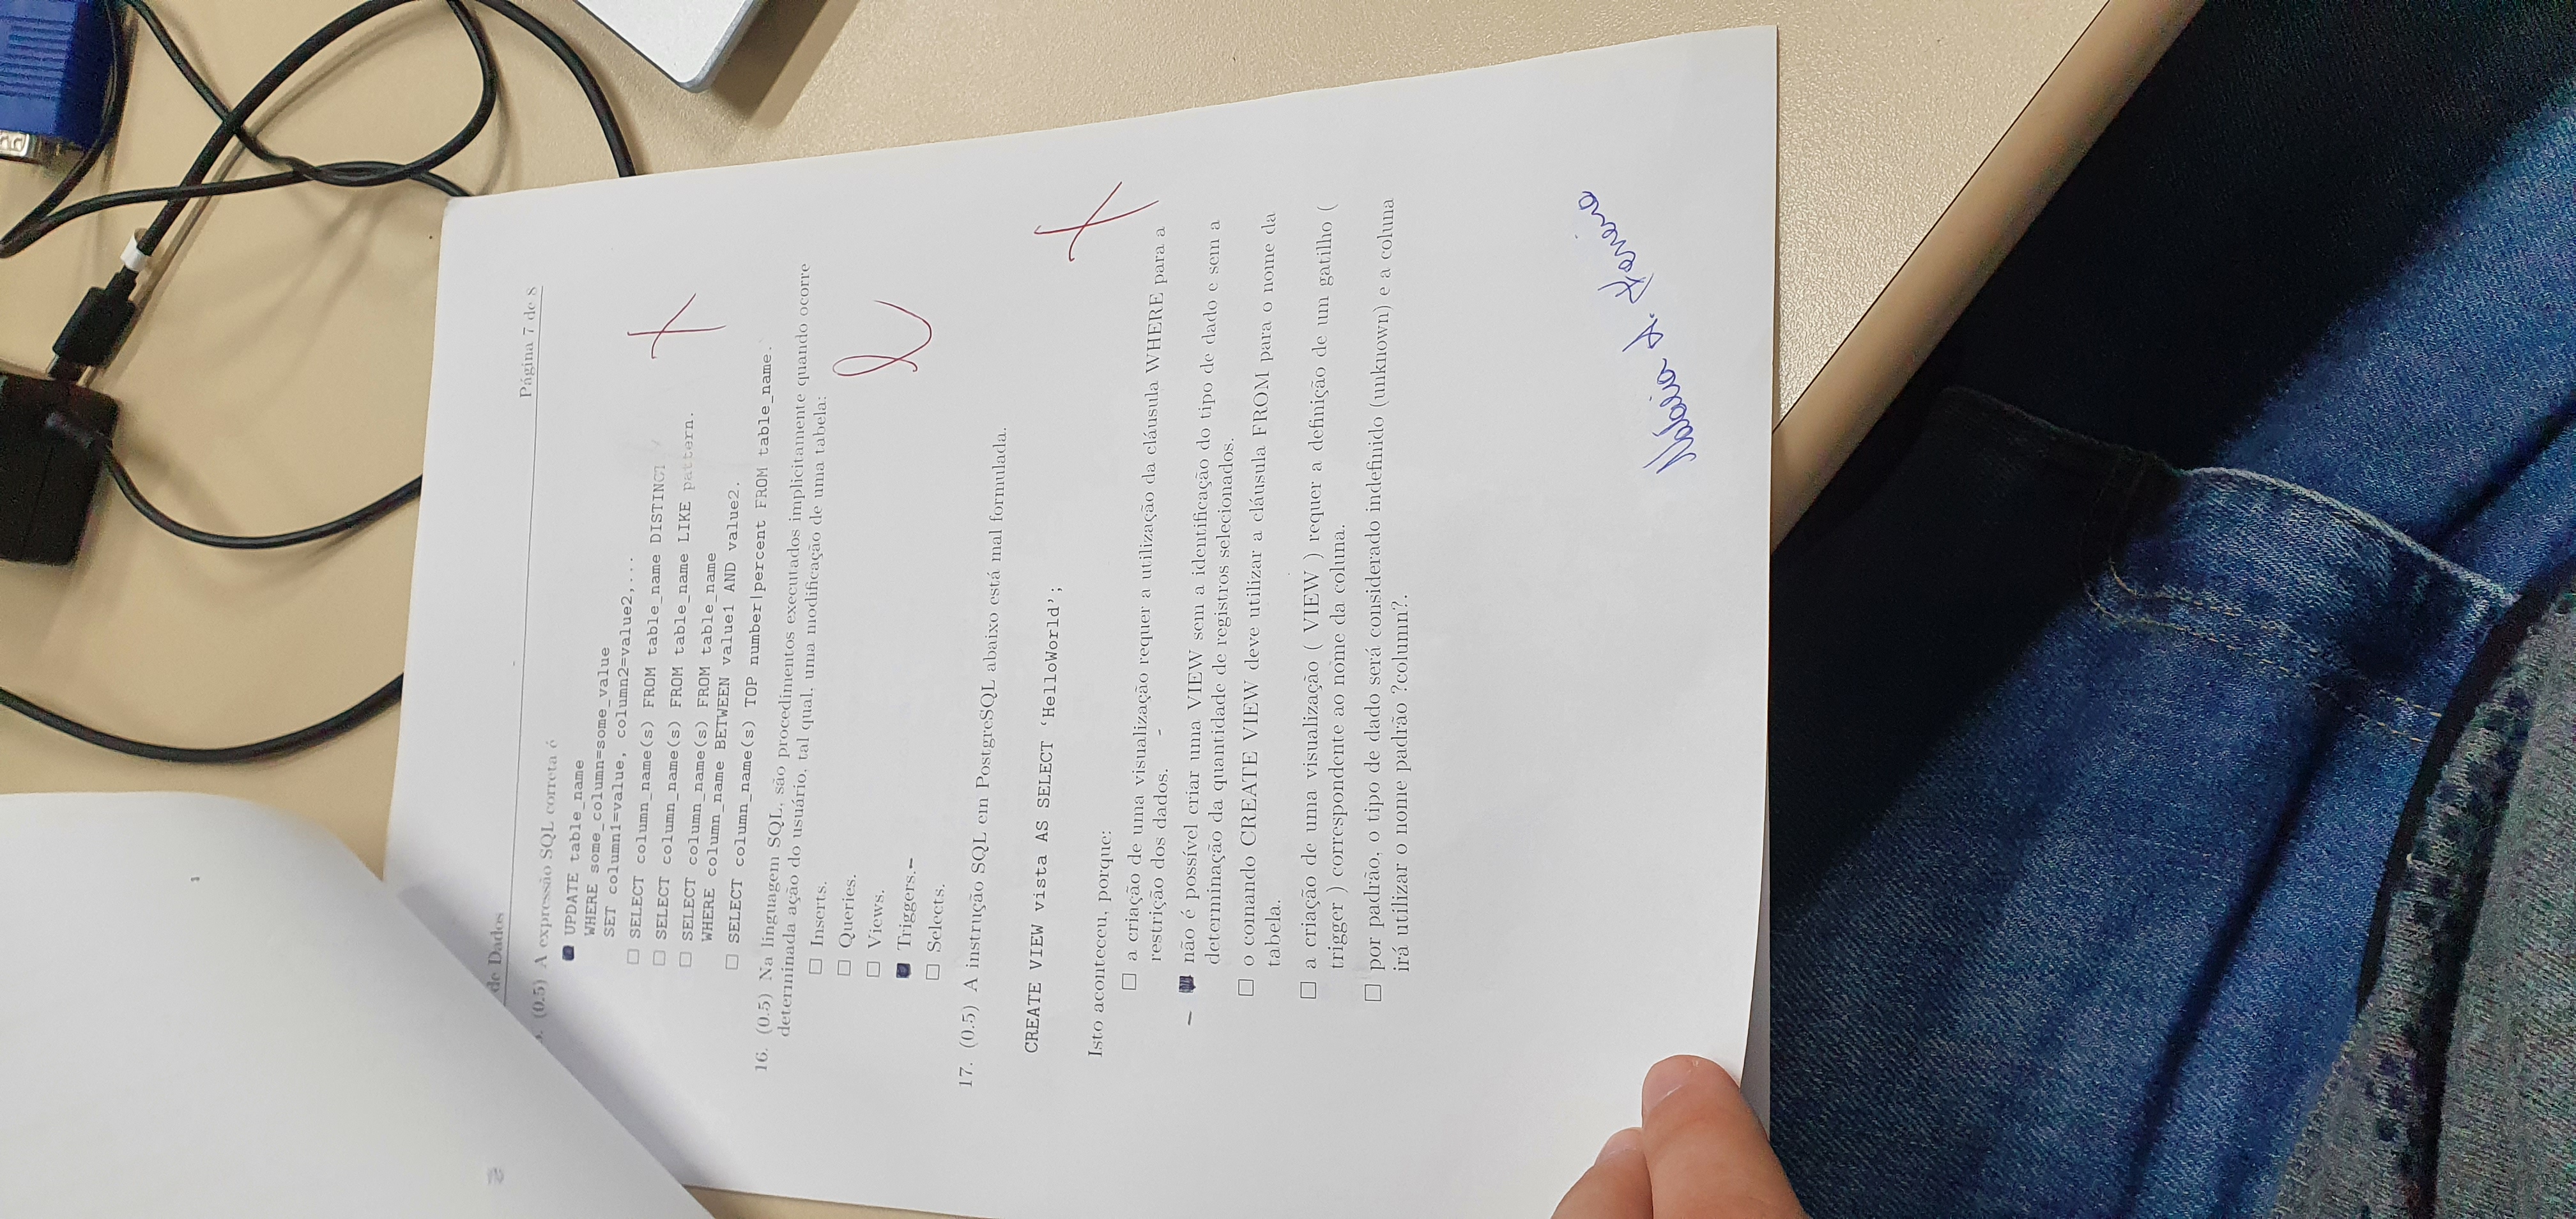 de Dados
Página 7 de 8
(0.5) A expressão SQL correta é
UPDATE table_name
WHERE some_column=some_value
SET column1=value, column2=value2,...
SELECT column_name(s) FROM table_name DISTINCT
SELECT column_name(s) FROM table_name LIKE pattern.
SELECT column_name(s) FROM table_name
WHERE column_name BETWEEN value1 AND value2.
SELECT column_name(s) TOP number|percent FROM table_name.
16. (0.5) Na linguagem SQL, são procedimentos executados implicitamente quando ocorre
determinada ação do usuário, tal qual, uma modificação de uma tabela:
Inserts.
Queries.
Views.
Triggers.
Selects.
17. (0.5) A instrução SQL em PostgreSQL abaixo está mal formulada.
CREATE VIEW vista AS SELECT ‘HelloWorld’;
Isto aconteceu, porque:
a criação de uma visualização requer a utilização da cláusula WHERE para a
restrição dos dados.
não é possível criar uma VIEW sem a identificação do tipo de dado e sem a
determinação da quantidade de registros selecionados.
o comando CREATE VIEW deve utilizar a cláusula FROM para o nome da
tabela.
a criação de uma visualização ( VIEW ) requer a definição de um gatilho (
trigger ) correspondente ao nome da coluna.
por padrão, o tipo de dado será considerado indefinido (unknown) e a coluna
irá utilizar o nome padrão ?column?.
Natalia A. Ferreira